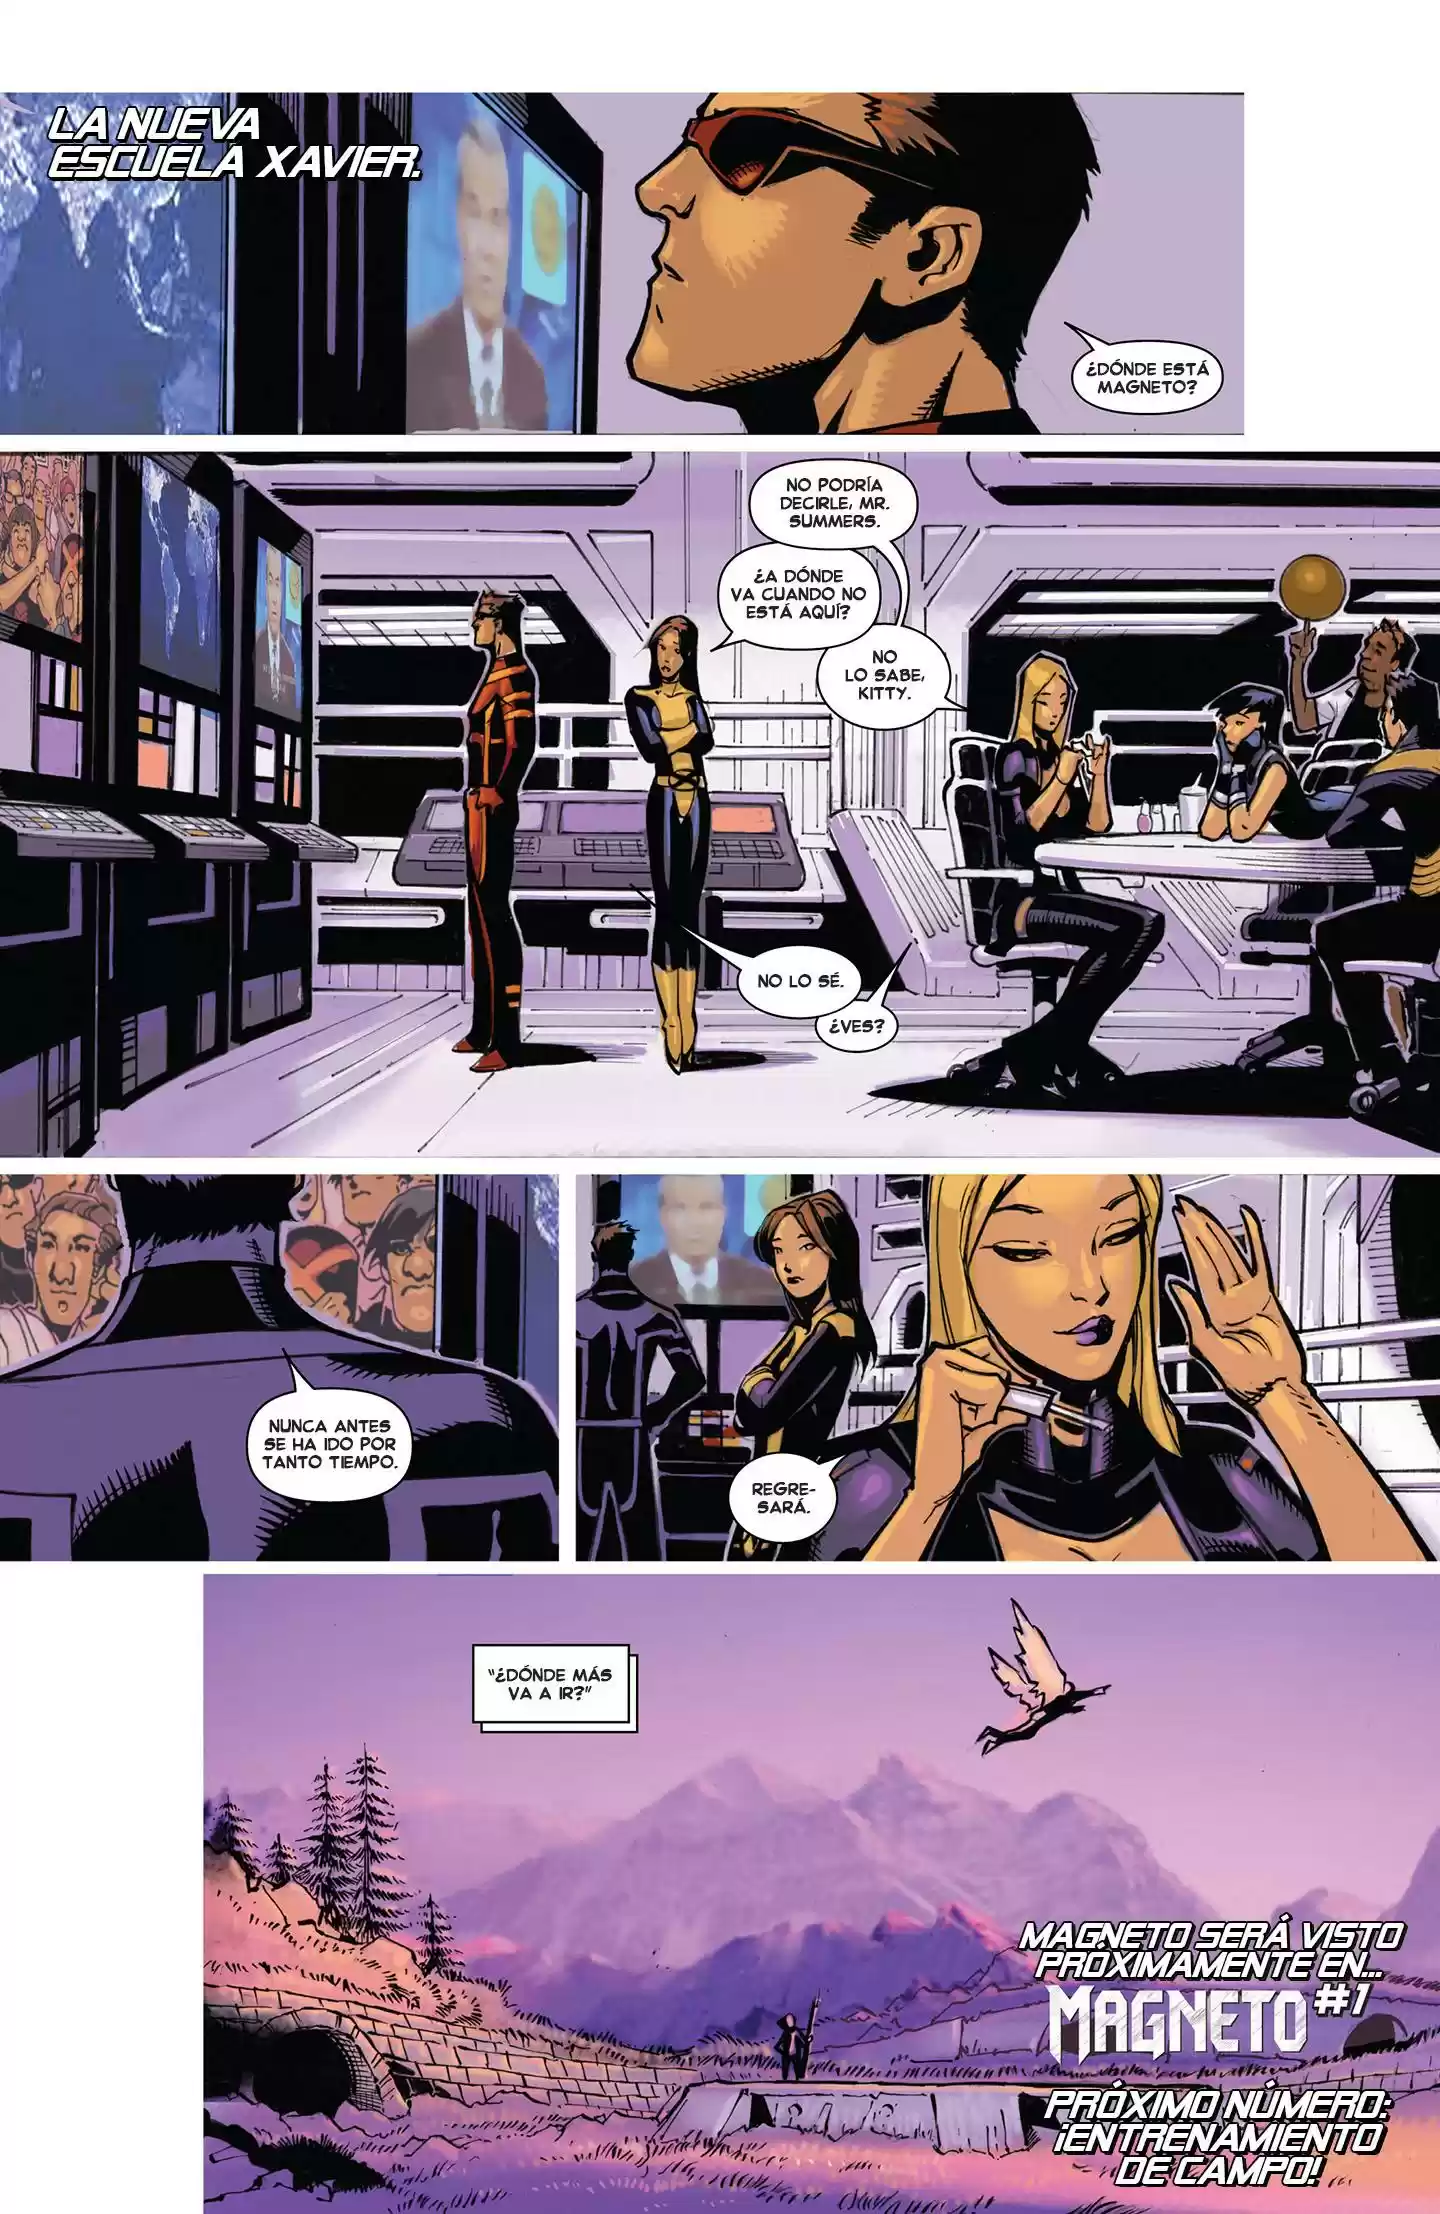 LA NUEVA
ESCUELA XAVIER.
¿DÓNDE ESTÁ
MAGNETO?
NO PODRÍA
DECIRLE, MR.
SUMMERS.
¿A DÓNDE
VA CUANDO NO
ESTÁ AQUÍ?
NO
LO SABE,
KITTY.
NO LO SÉ.
¿VES?
NUNCA ANTES
SE HA IDO POR
TANTO TIEMPO.
REGRE-
SARÁ.
"¿DÓNDE MÁS
VA A IR?"
MAGNETO SERÁ VISTO
PRÓXIMAMENTE EN...
MAGNETO #1
PRÓXIMO NÚMERO:
¡ENTRENAMIENTO
DE CAMPO!